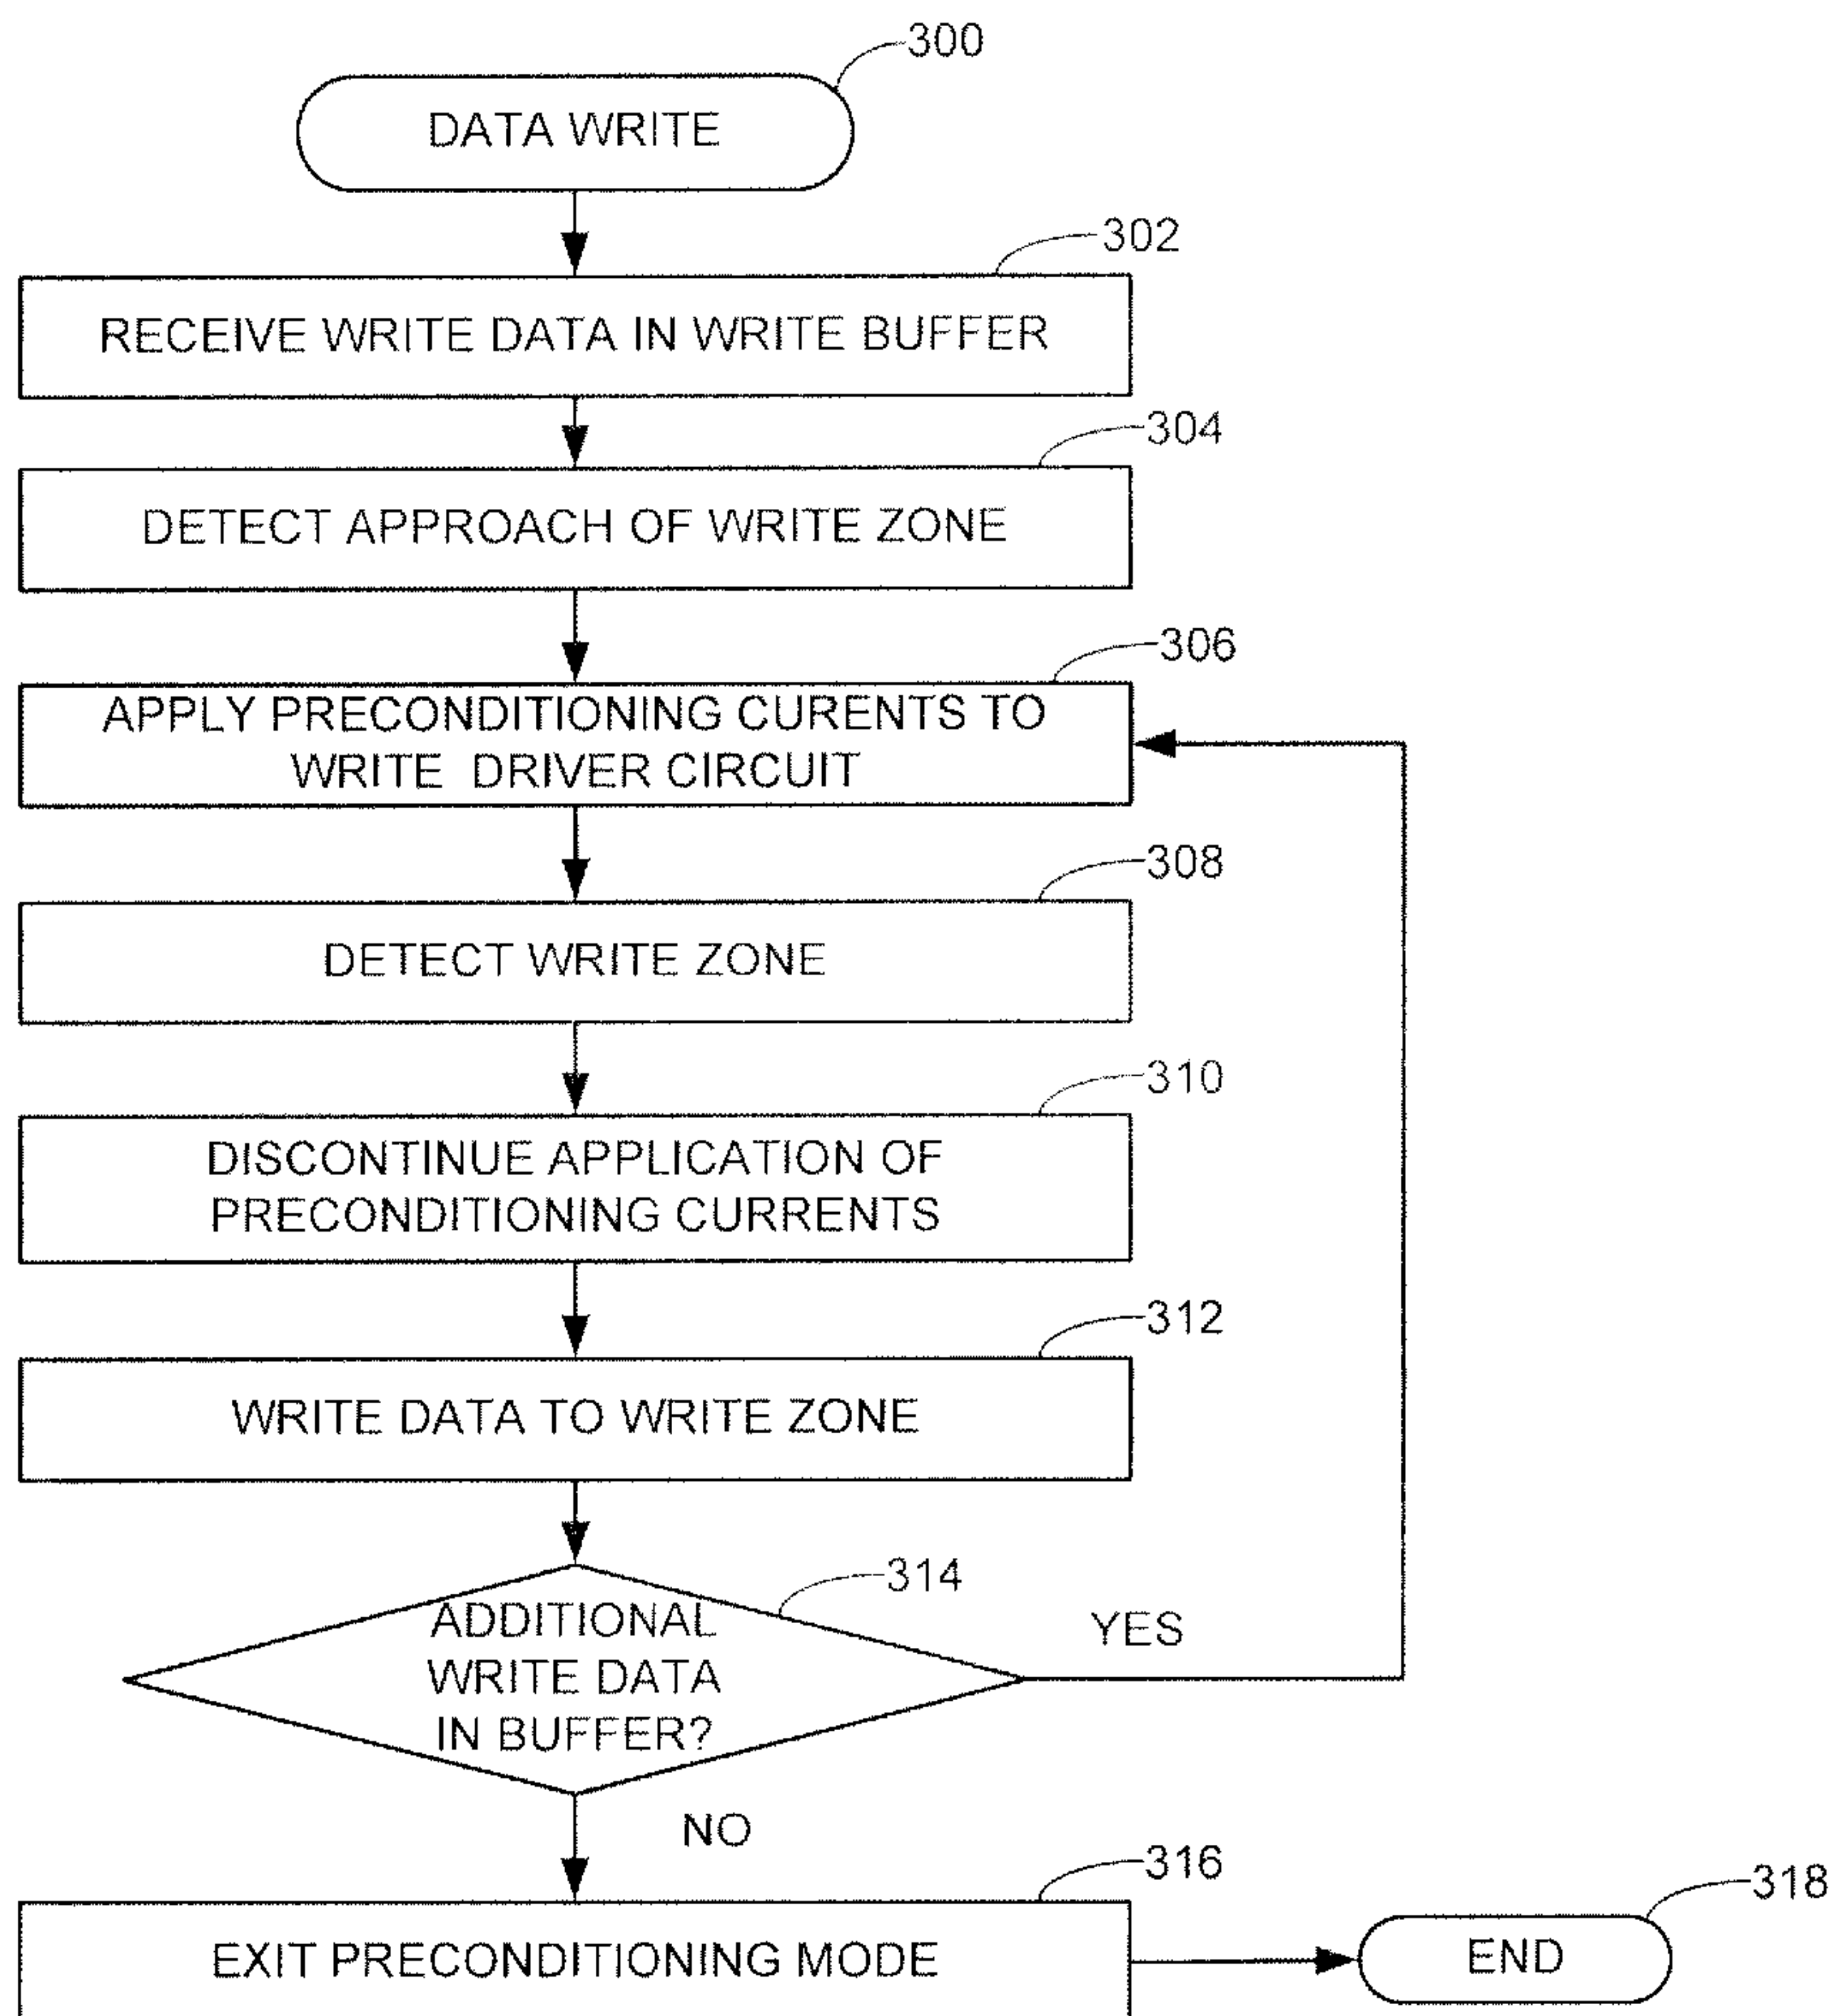 300
DATA WRITE
302
RECEIVE WRITE DATA IN WRITE BUFFER
304
DETECT APPROACH OF WRITE ZONE
306
APPLY PRECONDITIONING CURENTS TO
WRITE DRIVER CIRCUIT
308
DETECT WRITE ZONE
310
DISCONTINUE APPLICATION OF
PRECONDITIONING CURRENTS
312
WRITE DATA TO WRITE ZONE
314
ADDITIONAL
WRITE DATA
IN BUFFER?
YES
NO
316
EXIT PRECONDITIONING MODE
318
END